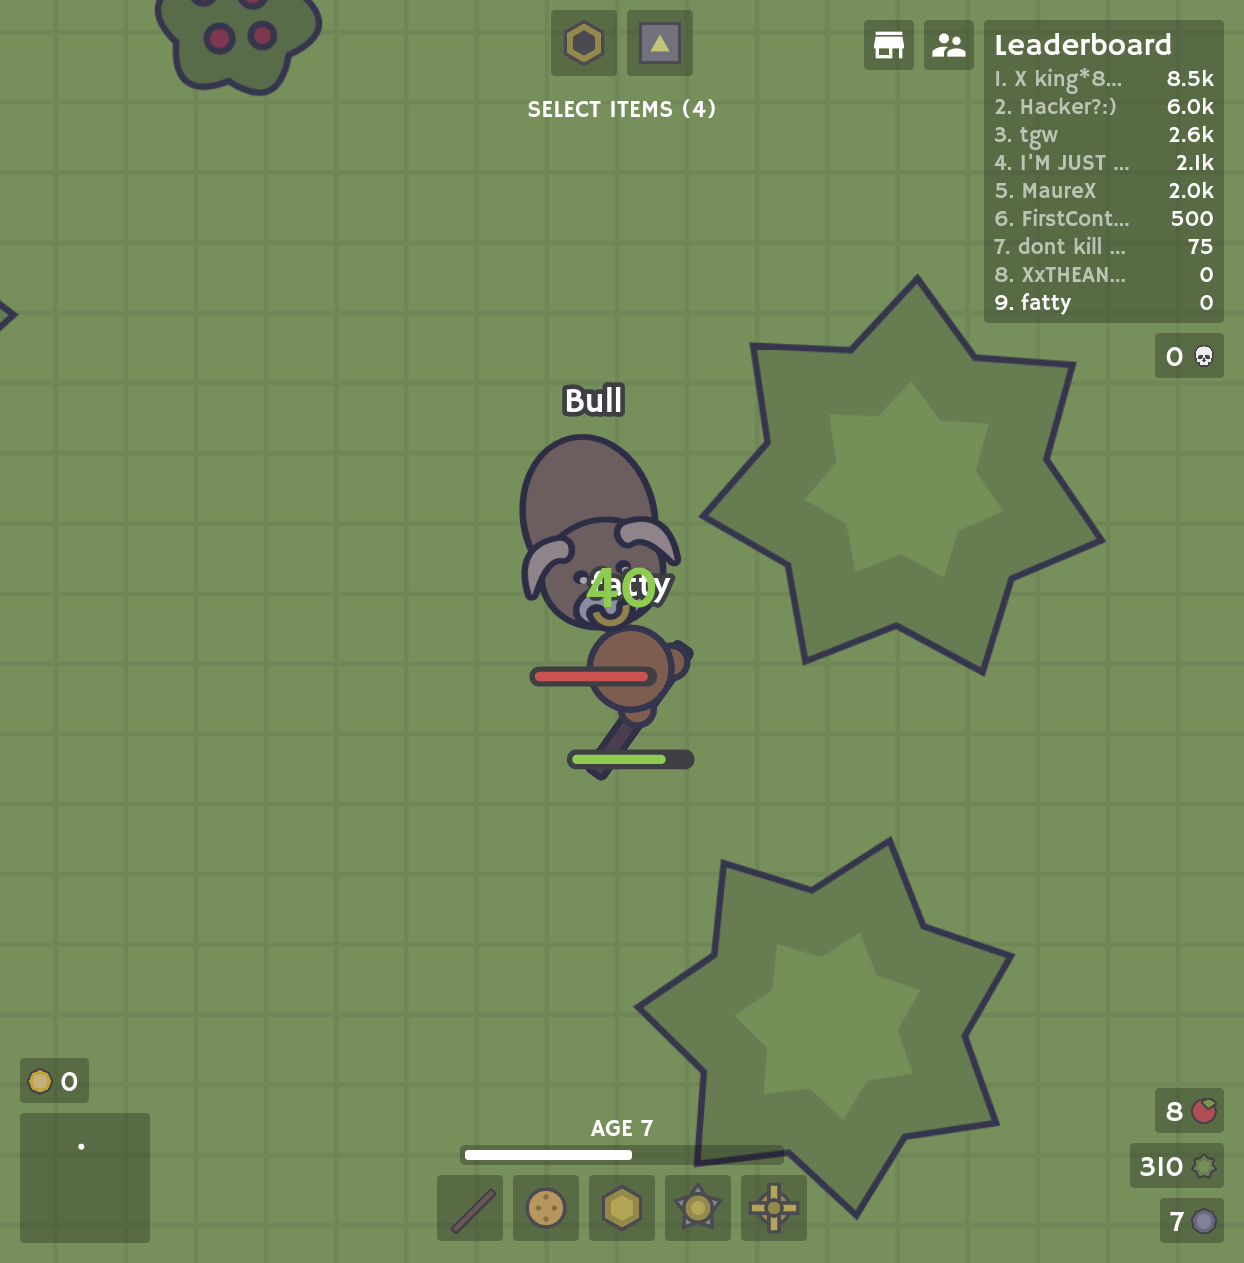 SELECT ITEMS (4)
Leaderboard
1. X king*8... 8.5k
2. Hacker?:) 6.0k
3. tgw 2.6k
4. I'M JUST ... 2.1k
5. MaureX 2.0k
6. FirstCont... 500
7. dont kill ... 75
8. XxTHEAN... 0
9. fatty 0
0
Bull
fatty
40
0
AGE 7
8
310
7